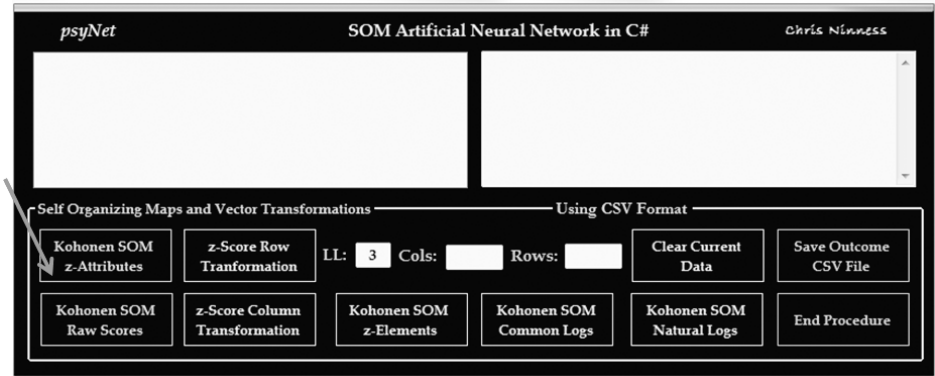 psyNet SOM Artificial Neural Network in C# Chris Ninness
Self Organizing Maps and Vector Transformations Using CSV Format
Kohonen SOM
z-Attributes
z-Score Row
Tranformation
LL: 3 Cols: Rows:
Clear Current
Data
Save Outcome
CSV File
Kohonen SOM
Raw Scores
z-Score Column
Transformation
Kohonen SOM
z-Elements
Kohonen SOM
Common Logs
Kohonen SOM
Natural Logs
End Procedure